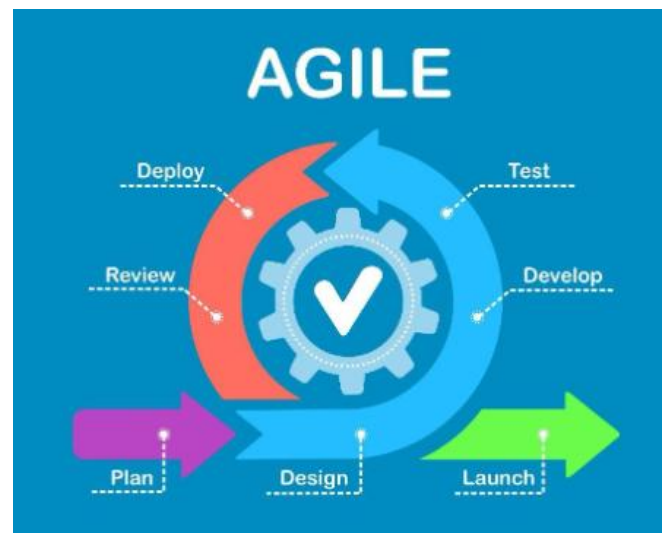 AGILE
Deploy
Test
Review
Develop
Plan
Design
Launch